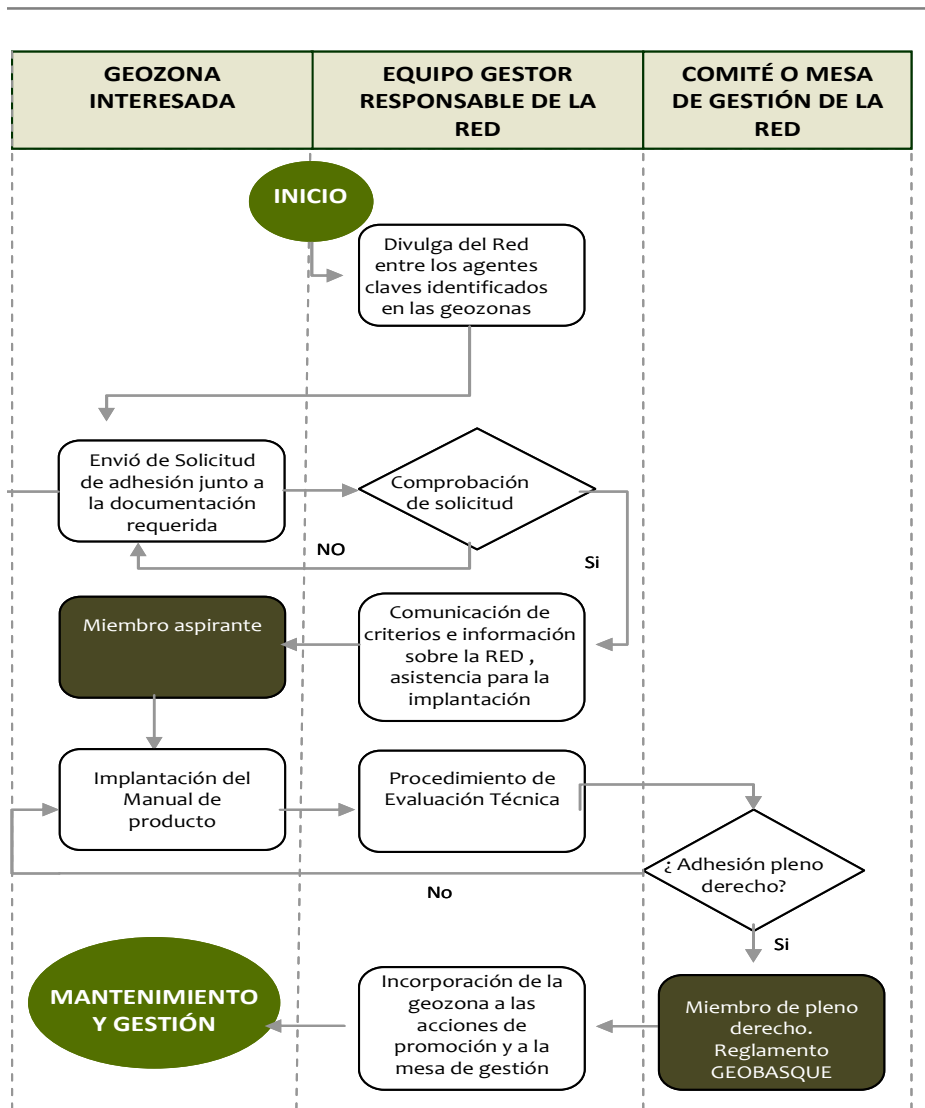 GEOZONA
INTERESADA
EQUIPO GESTOR
RESPONSABLE DE LA
RED
COMITÉ O MESA
DE GESTIÓN DE LA
RED
INICIO
Divulga del Red
entre los agentes
claves identificados
en las geozonas
Envió de Solicitud
de adhesión junto a
la documentación
requerida
Comprobación
de solicitud
NO
Si
Miembro aspirante
Comunicación de
criterios e información
sobre la RED ,
asistencia para la
implantación
Implantación del
Manual de
producto
Procedimiento de
Evaluación Técnica
¿ Adhesión pleno
derecho?
No
Si
MANTENIMIENTO
Y GESTIÓN
Incorporación de la
geozona a las
acciones de
promoción y a la
mesa de gestión
Miembro de pleno
derecho.
Reglamento
GEOBASQUE